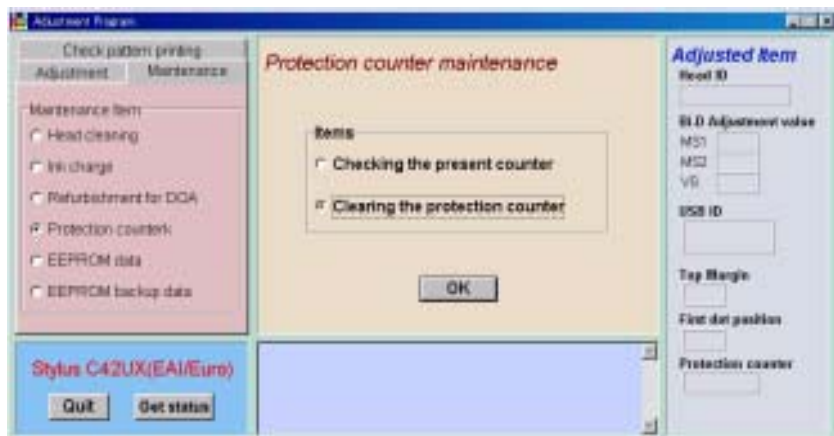 Adjustment Program
Check pattern printing
Adjustment Maintenance
Maintenance Item
Head cleaning
Ink charge
Refurbishment for DOA
Protection counterk
EEPROM data
EEPROM backup data
Stylus C42UX(EAI/Euro)
Quit Get status
Protection counter maintenance
Items
Checking the present counter
Clearing the protection counter
OK
Adjusted Item
Head ID
Bi-D Adjustment value
MS1
MS2
VB
USB ID
Top Margin
First dot position
Protection counter